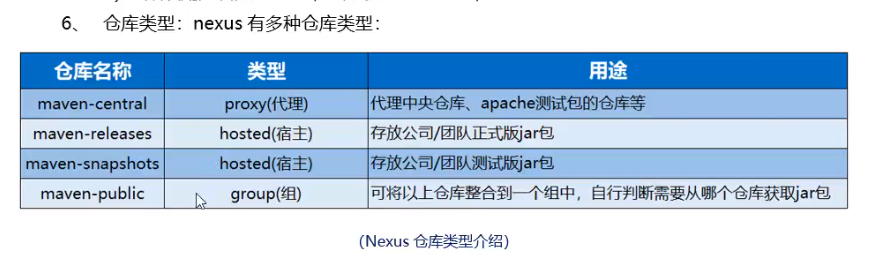 6、 仓库类型：nexus 有多种仓库类型：
仓库名称 类型 用途
maven-central proxy(代理) 代理中央仓库、apache测试包的仓库等
maven-releases hosted(宿主) 存放公司/团队正式版jar包
maven-snapshots hosted(宿主) 存放公司/团队测试版jar包
maven-public group(组) 可将以上仓库整合到一个组中，自行判断需要从哪个仓库获取jar包
（Nexus 仓库类型介绍）